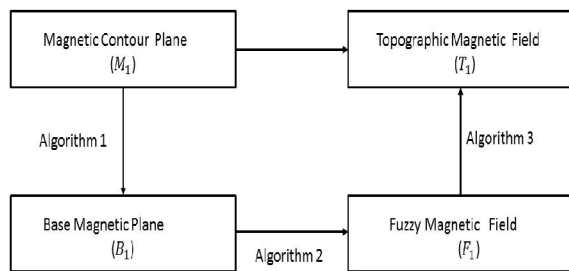 Magnetic Contour Plane
(M₁)
Topographic Magnetic Field
(T₁)
Algorithm 1
Algorithm 3
Base Magnetic Plane
(B₁)
Algorithm 2
Fuzzy Magnetic Field
(F₁)